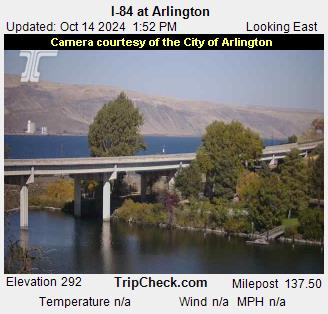 I-84 at Arlington
Updated: Oct 14 2024 1:52 PM Looking East
Camera courtesy of the City of Arlington
Elevation 292 TripCheck.com Milepost 137.50
Temperature n/a Wind n/a MPH n/a